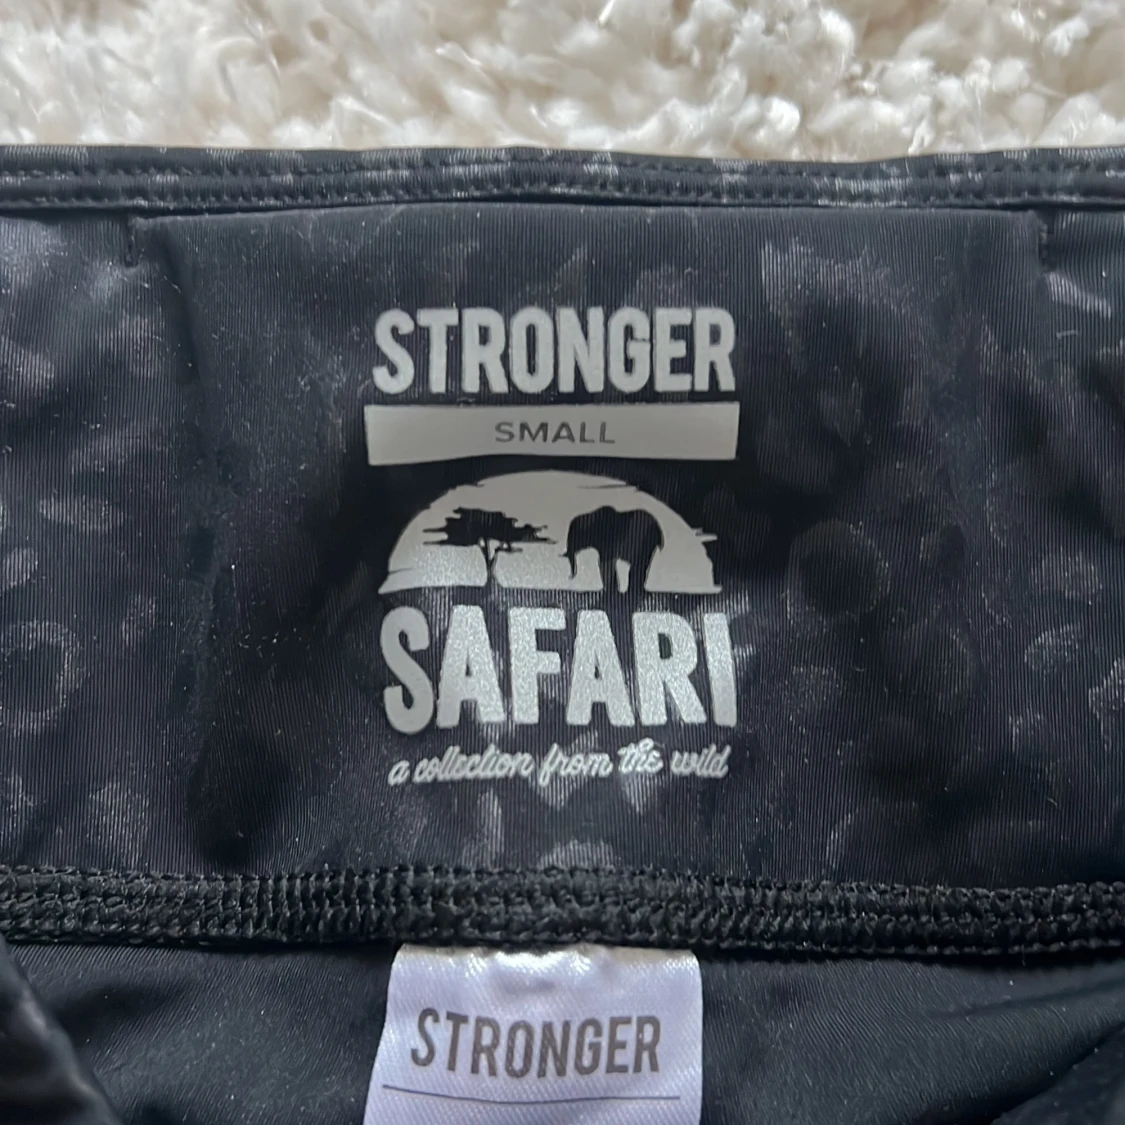 STRONGER
SMALL
SAFARI
a collection from the wild
STRONGER